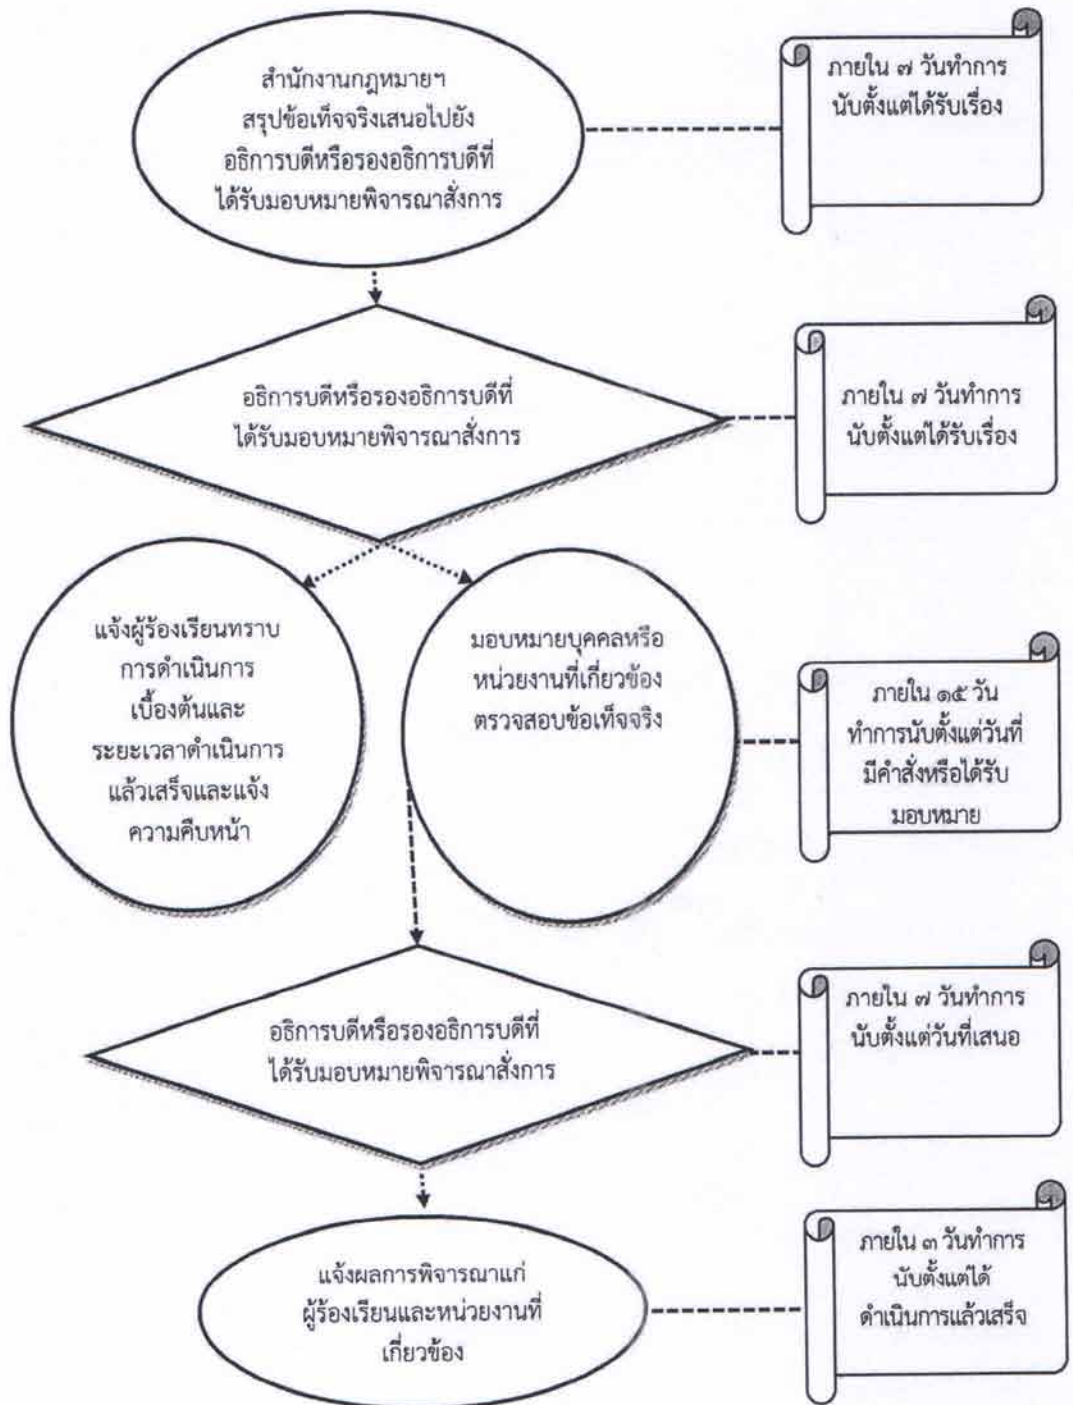 สำนักงานกฎหมายฯ
สรุปข้อเท็จจริงเสนอไปยัง
อธิการบดีหรือรองอธิการบดีที่
ได้รับมอบหมายพิจารณาสั่งการ
ภายใน ๗ วันทำการ
นับตั้งแต่ได้รับเรื่อง
อธิการบดีหรือรองอธิการบดีที่
ได้รับมอบหมายพิจารณาสั่งการ
ภายใน ๗ วันทำการ
นับตั้งแต่ได้รับเรื่อง
แจ้งผู้ร้องเรียนทราบ
การดำเนินการ
เบื้องต้นและ
ระยะเวลาดำเนินการ
แล้วเสร็จและแจ้ง
ความคืบหน้า
มอบหมายบุคคลหรือ
หน่วยงานที่เกี่ยวข้อง
ตรวจสอบข้อเท็จจริง
ภายใน ๑๕ วัน
ทำการนับตั้งแต่วันที่
มีคำสั่งหรือได้รับ
มอบหมาย
อธิการบดีหรือรองอธิการบดีที่
ได้รับมอบหมายพิจารณาสั่งการ
ภายใน ๗ วันทำการ
นับตั้งแต่วันที่เสนอ
แจ้งผลการพิจารณาแก่
ผู้ร้องเรียนและหน่วยงานที่
เกี่ยวข้อง
ภายใน ๓ วันทำการ
นับตั้งแต่ได้
ดำเนินการแล้วเสร็จ